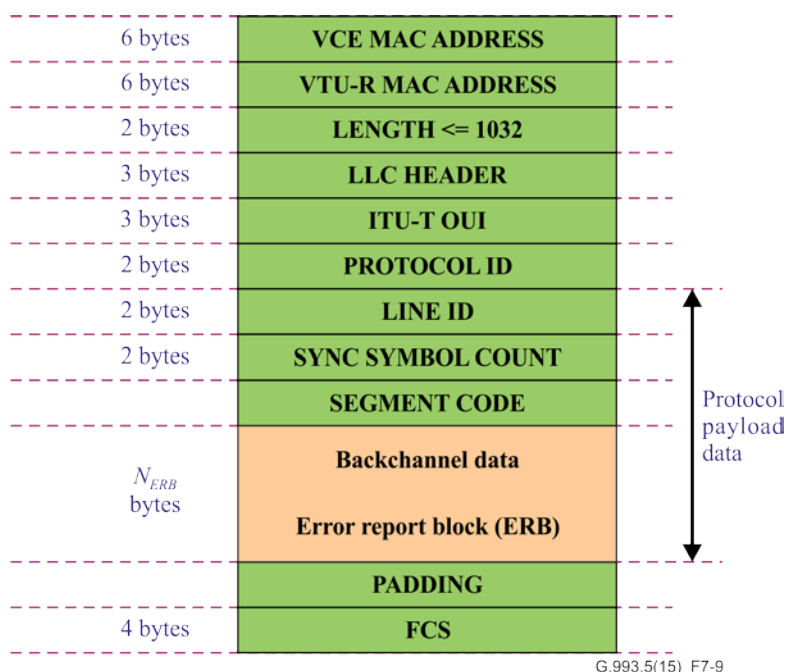 6 bytes VCE MAC ADDRESS
6 bytes VTU-R MAC ADDRESS
2 bytes LENGTH <= 1032
3 bytes LLC HEADER
3 bytes ITU-T OUI
2 bytes PROTOCOL ID
2 bytes LINE ID
2 bytes SYNC SYMBOL COUNT
SEGMENT CODE
Protocol
payload
data
Backchannel data
N_ERB
bytes
Error report block (ERB)
PADDING
4 bytes FCS
G.993.5(15)_F7-9